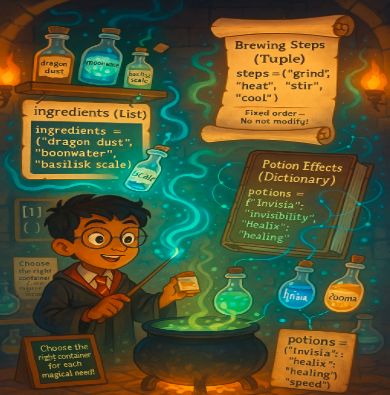 dragon
dust
moonwater
basilisk
scale
Brewing Steps
(Tuple)
steps = ("grind",
"heat", "stir",
"cool")
Fixed order—
No not modify!
ingredients (List)
ingredients =
("dragon dust",
"boonwater",
"basilisk scale)
scale
Potion Effects
(Dictionary)
potions =
f"Invisia":
"invisibility",
"Healix":
"healing"
[1]
( )
Choose
the right
container
Choose the
right container
for each
magical need!
potions =
("Invisia"::
"healix":
"healing")
"speed")